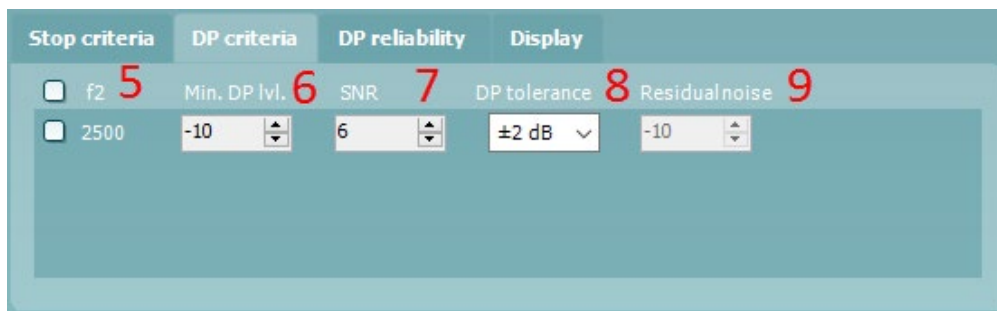 Stop criteria DP criteria DP reliability Display
f2 5 Min. DP lvl. 6 SNR 7 DP tolerance 8 Residual noise 9
2500 -10 6 ±2 dB -10